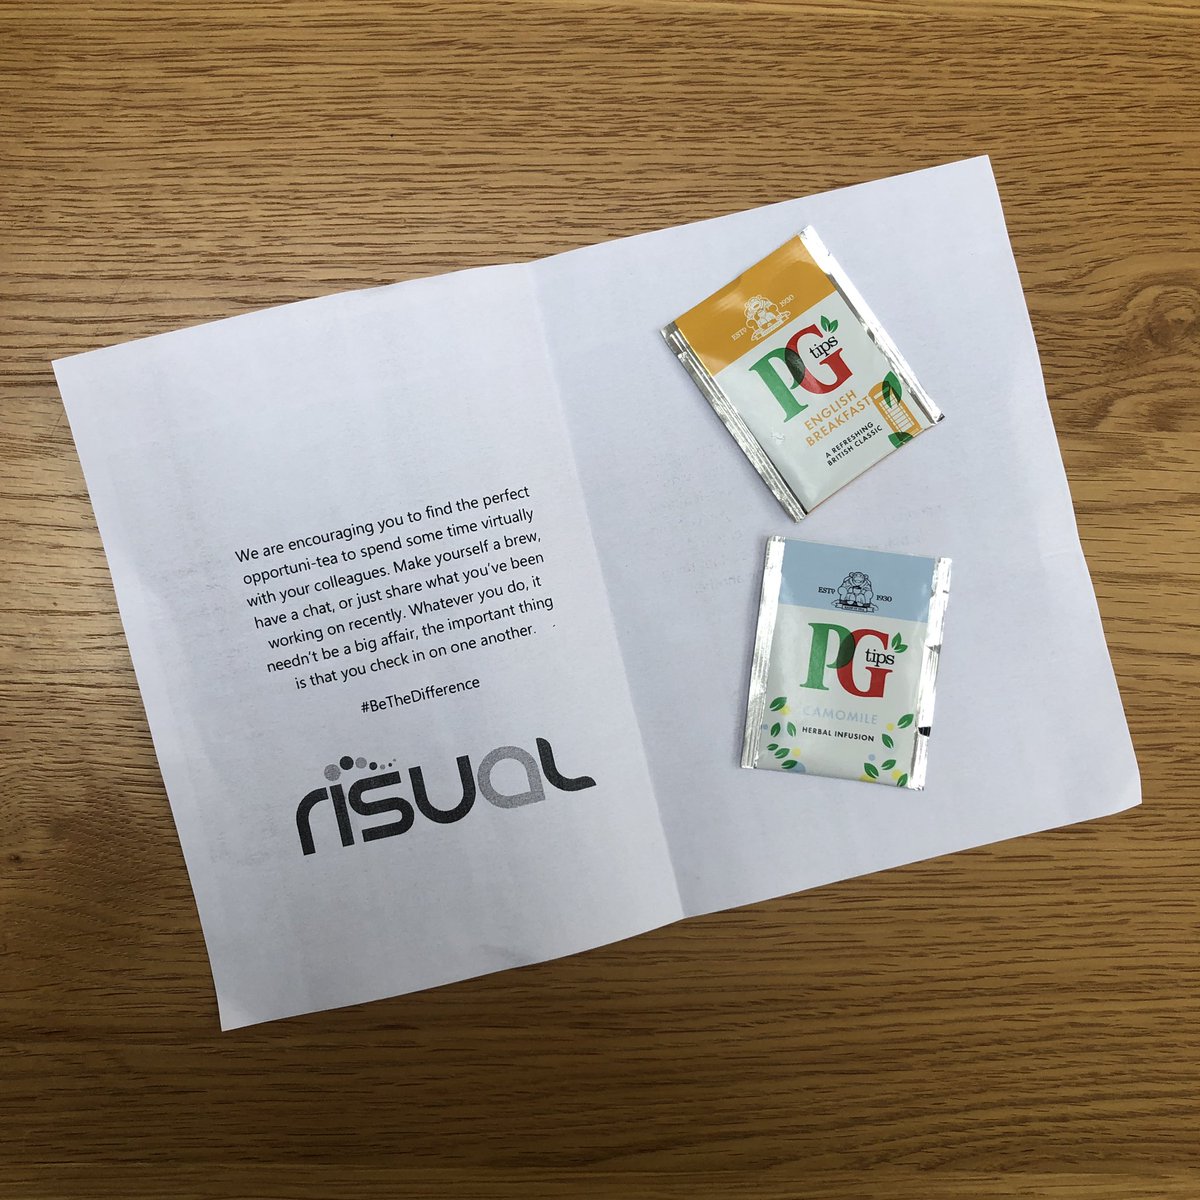 We are encouraging you to find the perfect
opportuni-tea to spend some time virtually
with your colleagues. Make yourself a brew,
have a chat, or just share what you've been
working on recently. Whatever you do, it
needn't be a big affair, the important thing
is that you check in on one another.
#BeTheDifference
risual
ESTD 1930
PG tips
ENGLISH
BREAKFAST
A REFRESHING
BRITISH CLASSIC
ESTD 1930
PG tips
CAMOMILE
HERBAL INFUSION